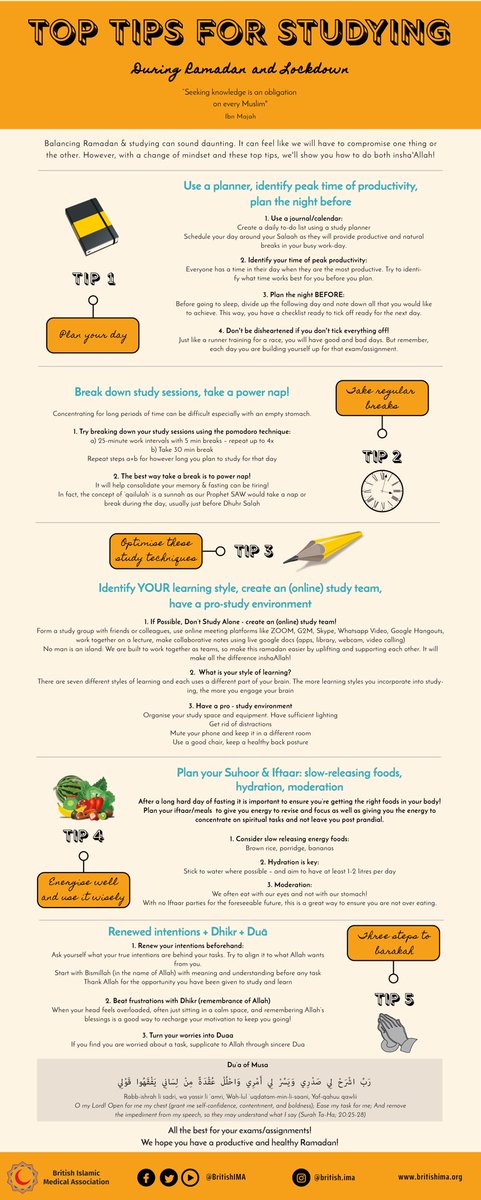 TOP TIPS FOR STUDYING
During Ramadan and Lockdown
"Seeking knowledge is an obligation
on every Muslim"
Ibn Majah
Balancing Ramadan & studying can sound daunting. It can feel like we will have to compromise one thing or
the other. However, with a change of mindset and these top tips, we'll show you how to do both insha'Allah!
TIP 1
Plan your day
Use a planner, identify peak time of productivity,
plan the night before
1. Use a journal/calendar:
Create a daily to-do list using a study planner
Schedule your day around your Salaah as they will provide productive and natural
breaks in your busy work-day.
2. Identify your time of peak productivity:
Everyone has a time in their day when they are the most productive. Try to identi-
fy what time works best for you before you plan.
3. Plan the night BEFORE:
Before going to sleep, divide up the following day and note down all that you would like
to achieve. This way, you have a checklist ready to tick off ready for the next day.
4. Don't be disheartened if you don't tick everything off!
Just like a runner training for a race, you will have good and bad days. But remember,
each day you are building yourself up for that exam/assignment.
Break down study sessions, take a power nap!
Concentrating for long periods of time can be difficult especially with an empty stomach.
1. Try breaking down your study sessions using the pomodoro technique:
a) 25-minute work intervals with 5 min breaks – repeat up to 4x
b) Take 30 min break
Repeat steps a+b for however long you plan to study for that day
2. The best way take a break is to power nap!
It will help consolidate your memory & fasting can be tiring!
In fact, the concept of 'qailulah' is a sunnah as our Prophet SAW would take a nap or
break during the day, usually just before Dhuhr Salah
Take regular
breaks
TIP 2
Optimise these
study techniques
TIP 3
Identify YOUR learning style, create an (online) study team,
have a pro-study environment
1. If Possible, Don't Study Alone - create an (online) study team!
Form a study group with friends or colleagues, use online meeting platforms like ZOOM, G2M, Skype, Whatsapp Video, Google Hangouts,
work together on a lecture, make collaborative notes using live google docs (apps, library, webcam, video calling)
No man is an island: We are built to work together as teams, so make this ramadan easier by uplifting and supporting each other. It will
make all the difference inshaAllah!
2. What is your style of learning?
There are seven different styles of learning and each uses a different part of your brain. The more learning styles you incorporate into study-
ing, the more you engage your brain
3. Have a pro - study environment
Organise your study space and equipment. Have sufficient lighting
Get rid of distractions
Mute your phone and keep it in a different room
Use a good chair, keep a healthy back posture
TIP 4
Energise well
and use it wisely
Plan your Suhoor & Iftaar: slow-releasing foods,
hydration, moderation
After a long hard day of fasting it is important to ensure you're getting the right foods in your body!
Plan your iftaar/meals to give you energy to revise and focus as well as giving you the energy to
concentrate on spiritual tasks and not leave you post prandial.
1. Consider slow releasing energy foods:
Brown rice, porridge, bananas
2. Hydration is key:
Stick to water where possible – and aim to have at least 1-2 litres per day
3. Moderation:
We often eat with our eyes and not with our stomach!
With no Iftaar parties for the foreseeable future, this is a great way to ensure you are not over eating.
Renewed intentions + Dhikr + Duā
1. Renew your intentions beforehand:
Ask yourself what your true intentions are behind your tasks. Try to align it to what Allah wants
from you.
Start with Bismillah (in the name of Allah) with meaning and understanding before any task
Thank Allah for the opportunity you have been given to study and learn
2. Beat frustrations with Dhikr (remembrance of Allah)
When your head feels overloaded, often just sitting in a calm space, and remembering Allah's
blessings is a good way to recharge your motivation to keep you going!
3. Turn your worries into Duaa
If you find you are worried about a task, supplicate to Allah through sincere Dua
Three steps to
barakah
TIP 5
Du'a of Musa
رَبِّ اشْرَحْ لِي صَدْرِي وَيَسِّرْ لِي أَمْرِي وَاحْلُلْ عُقْدَةً مِنْ لِسَانِي يَفْقَهُوا قَوْلِي
Rabb-ishrah li sadri, wa yassir li 'amri, Wah-lul 'uqdatam-min-li-saani, Yaf-qahuu qawlii
O my Lord! Open for me my chest (grant me self-confidence, contentment, and boldness); Ease my task for me; And remove
the impediment from my speech, so they may understand what I say (Surah Ta-Ha; 20:25-28)
All the best for your exams/assignments!
We hope you have a productive and healthy Ramadan!
British Islamic
Medical Association
@BritishIMA
@british.ima
www.britishima.org